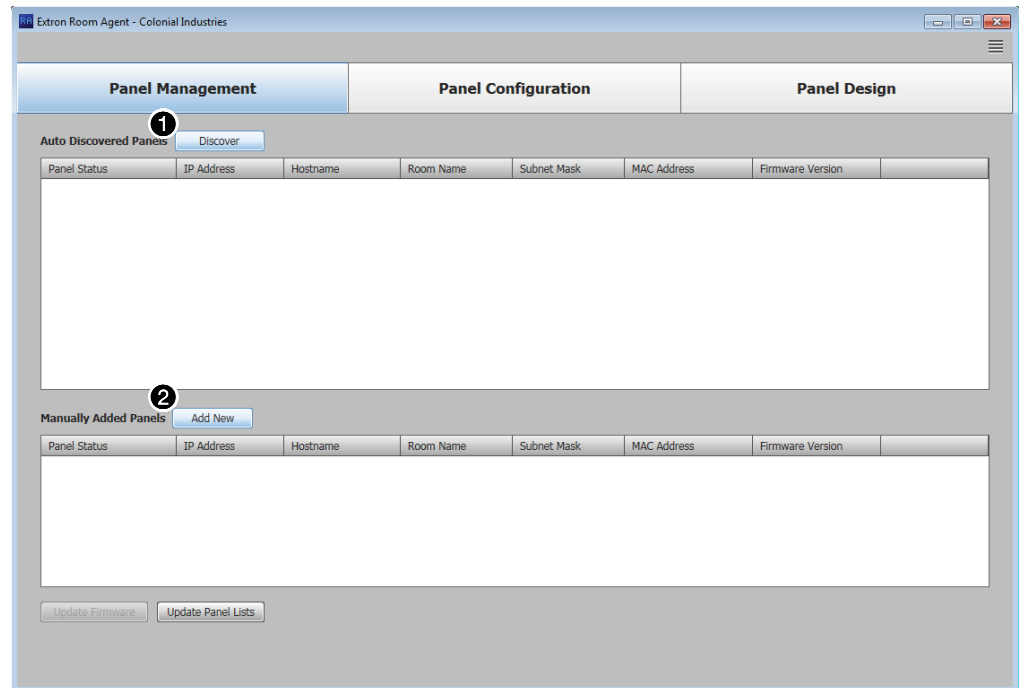 RA Extron Room Agent - Colonial Industries
Panel Management Panel Configuration Panel Design
1
Auto Discovered Panels Discover
Panel Status IP Address Hostname Room Name Subnet Mask MAC Address Firmware Version
2
Manually Added Panels Add New
Panel Status IP Address Hostname Room Name Subnet Mask MAC Address Firmware Version
Update Firmware Update Panel Lists